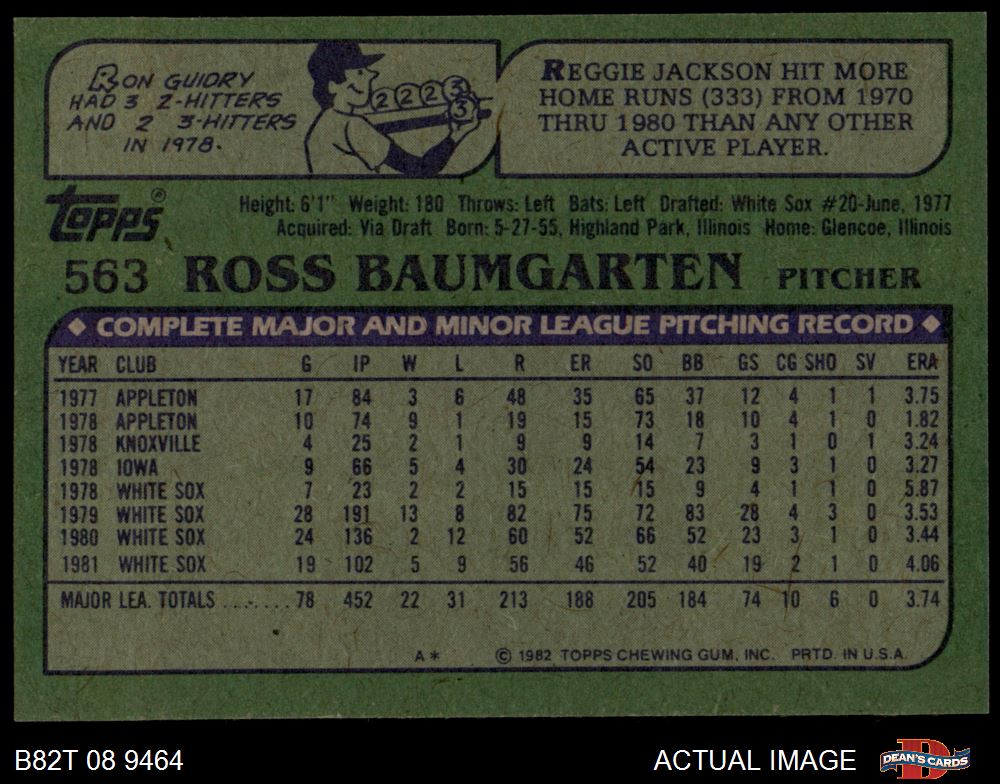 RON GUIDRY
HAD 3 2-HITTERS
AND 2 3-HITTERS
IN 1978.
2 2 2 3
3
REGGIE JACKSON HIT MORE
HOME RUNS (333) FROM 1970
THRU 1980 THAN ANY OTHER
ACTIVE PLAYER.
TOPPS®
Height: 6'1" Weight: 180 Throws: Left Bats: Left Drafted: White Sox #20-June, 1977
Acquired: Via Draft Born: 5-27-55, Highland Park, Illinois Home: Glencoe, Illinois
563 ROSS BAUMGARTEN PITCHER
◆ COMPLETE MAJOR AND MINOR LEAGUE PITCHING RECORD ◆
YEAR CLUB G IP W L R ER SO BB GS CG SHO SV ERA
1977 APPLETON 17 84 3 6 48 35 65 37 12 4 1 1 3.75
1978 APPLETON 10 74 9 1 19 15 73 18 10 4 1 0 1.82
1978 KNOXVILLE 4 25 2 1 9 9 14 7 3 1 0 1 3.24
1978 IOWA 9 66 5 4 30 24 54 23 9 3 1 0 3.27
1978 WHITE SOX 7 23 2 2 15 15 15 9 4 1 1 0 5.87
1979 WHITE SOX 28 191 13 8 82 75 72 83 28 4 3 0 3.53
1980 WHITE SOX 24 136 2 12 60 52 66 52 23 3 1 0 3.44
1981 WHITE SOX 19 102 5 9 56 46 52 40 19 2 1 0 4.06
MAJOR LEA. TOTALS ........ 78 452 22 31 213 188 205 184 74 10 6 0 3.74
A* © 1982 TOPPS CHEWING GUM, INC. PRTD. IN U.S.A.
B82T 08 9464 ACTUAL IMAGE DEAN'S CARDS